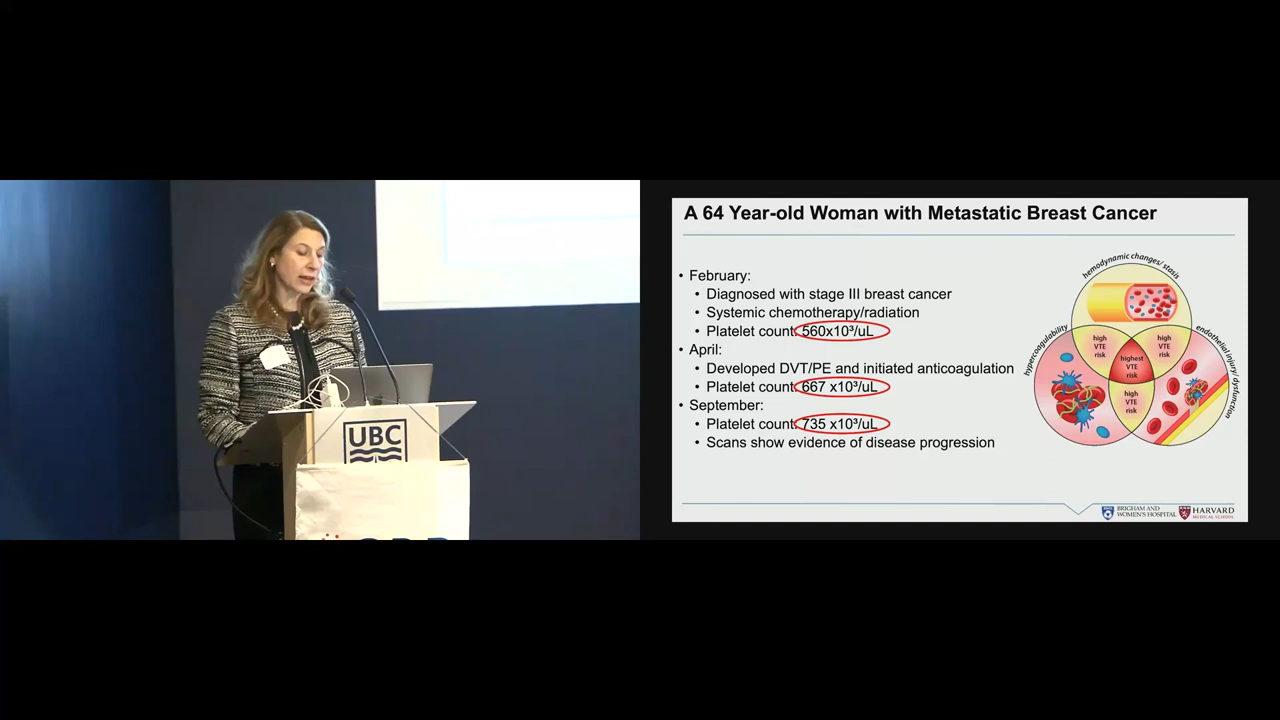 A 64 Year-old Woman with Metastatic Breast Cancer
• February:
• Diagnosed with stage III breast cancer
• Systemic chemotherapy/radiation
• Platelet count: 560x10³/uL
• April:
• Developed DVT/PE and initiated anticoagulation
• Platelet count: 667 x10³/uL
• September:
• Platelet count: 735 x10³/uL
• Scans show evidence of disease progression
hemodynamic changes/ stasis
hypercoagulability
endothelial injury/ dysfunction
high
VTE
risk
high
VTE
risk
highest
VTE
risk
high
VTE
risk
BRIGHAM AND
WOMEN'S HOSPITAL
HARVARD
MEDICAL SCHOOL
UBC